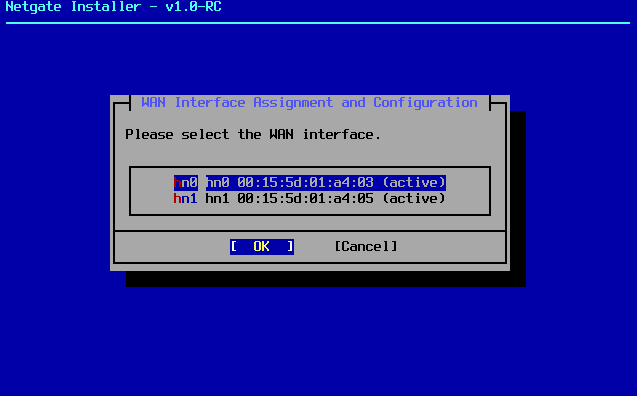 Netgate Installer - v1.0-RC
WAN Interface Assignment and Configuration
Please select the WAN interface.
hn0 hn0 00:15:5d:01:a4:03 (active)
hn1 hn1 00:15:5d:01:a4:05 (active)
[ OK ] [Cancel]